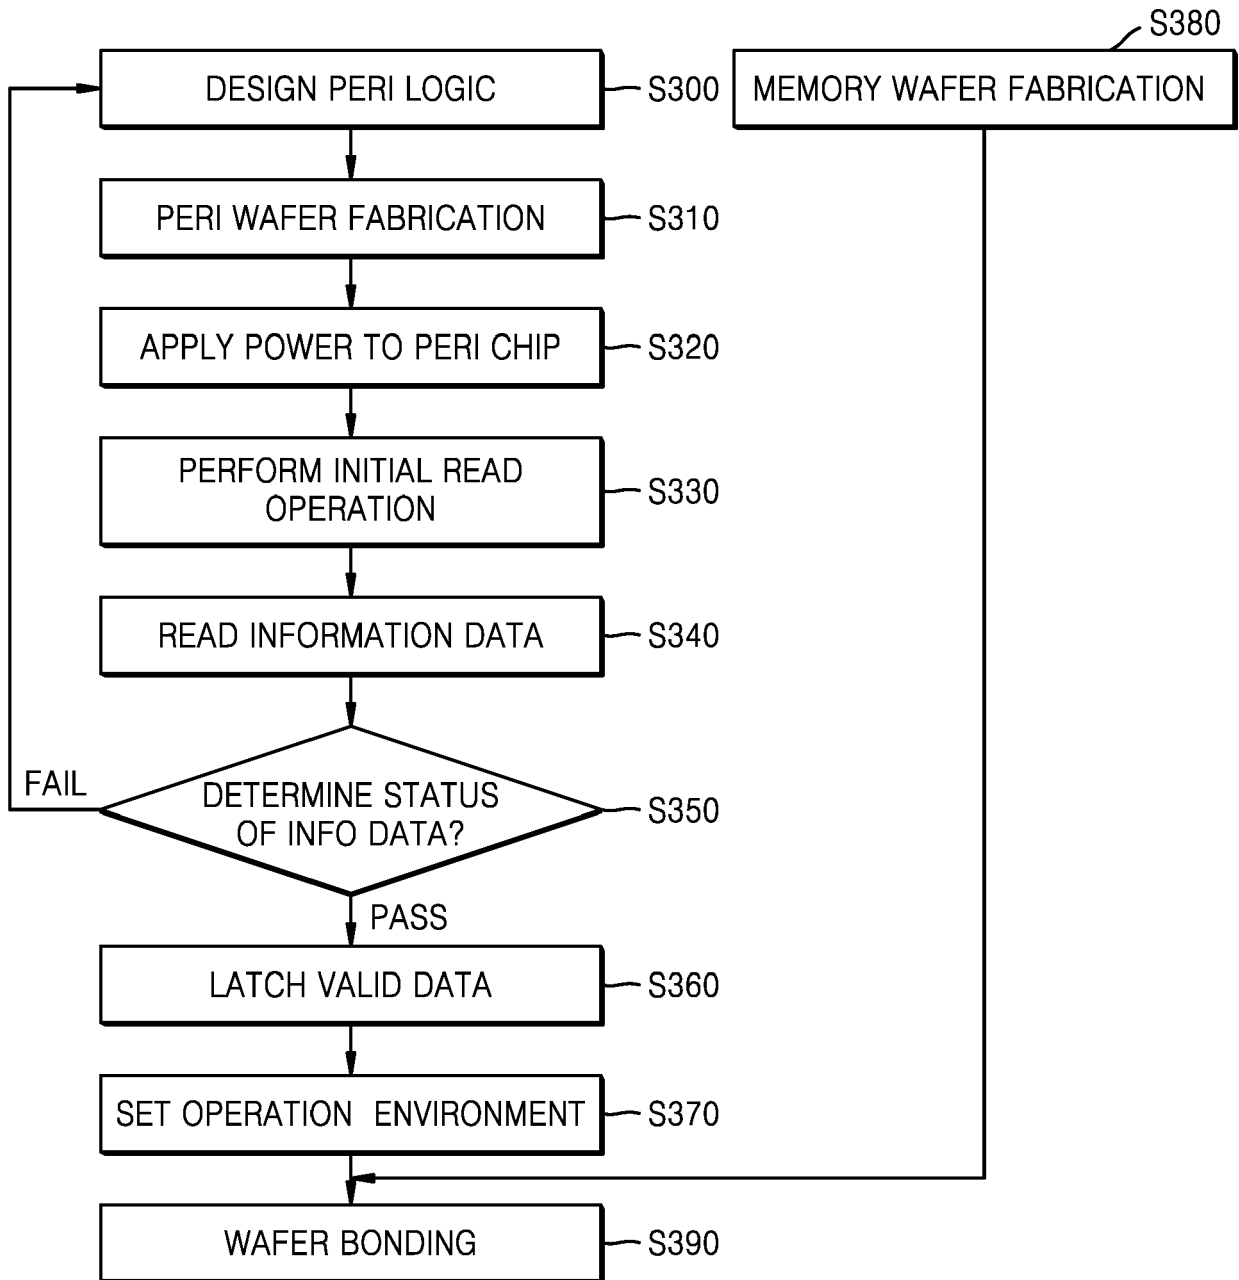 S380
DESIGN PERI LOGIC S300 MEMORY WAFER FABRICATION
PERI WAFER FABRICATION S310
APPLY POWER TO PERI CHIP S320
PERFORM INITIAL READ
OPERATION
S330
READ INFORMATION DATA S340
FAIL
DETERMINE STATUS
OF INFO DATA?
S350
PASS
LATCH VALID DATA S360
SET OPERATION ENVIRONMENT S370
WAFER BONDING S390